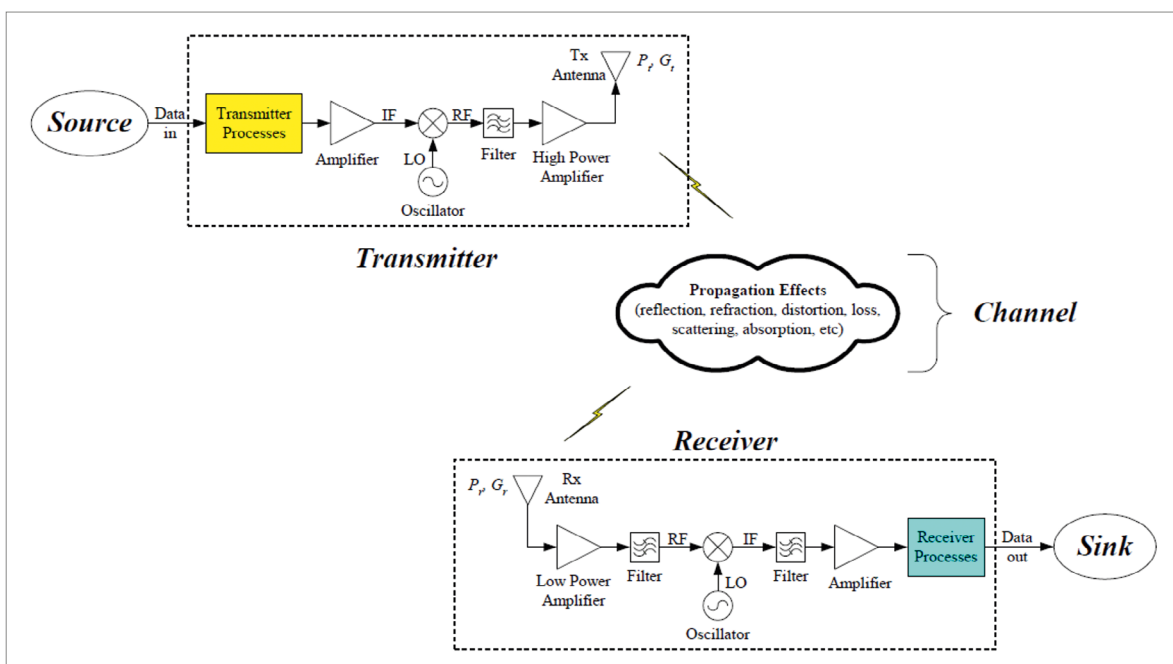 Source
Data
in
Transmitter
Processes
Amplifier
IF
LO
Oscillator
RF
Filter
High Power
Amplifier
Tx
Antenna
Pt, Gt
Transmitter
Propagation Effects
(reflection, refraction, distortion, loss,
scattering, absorption, etc)
Channel
Receiver
Pr, Gr
Rx
Antenna
Low Power
Amplifier
Filter
RF
LO
Oscillator
IF
Filter
Amplifier
Receiver
Processes
Data
out
Sink